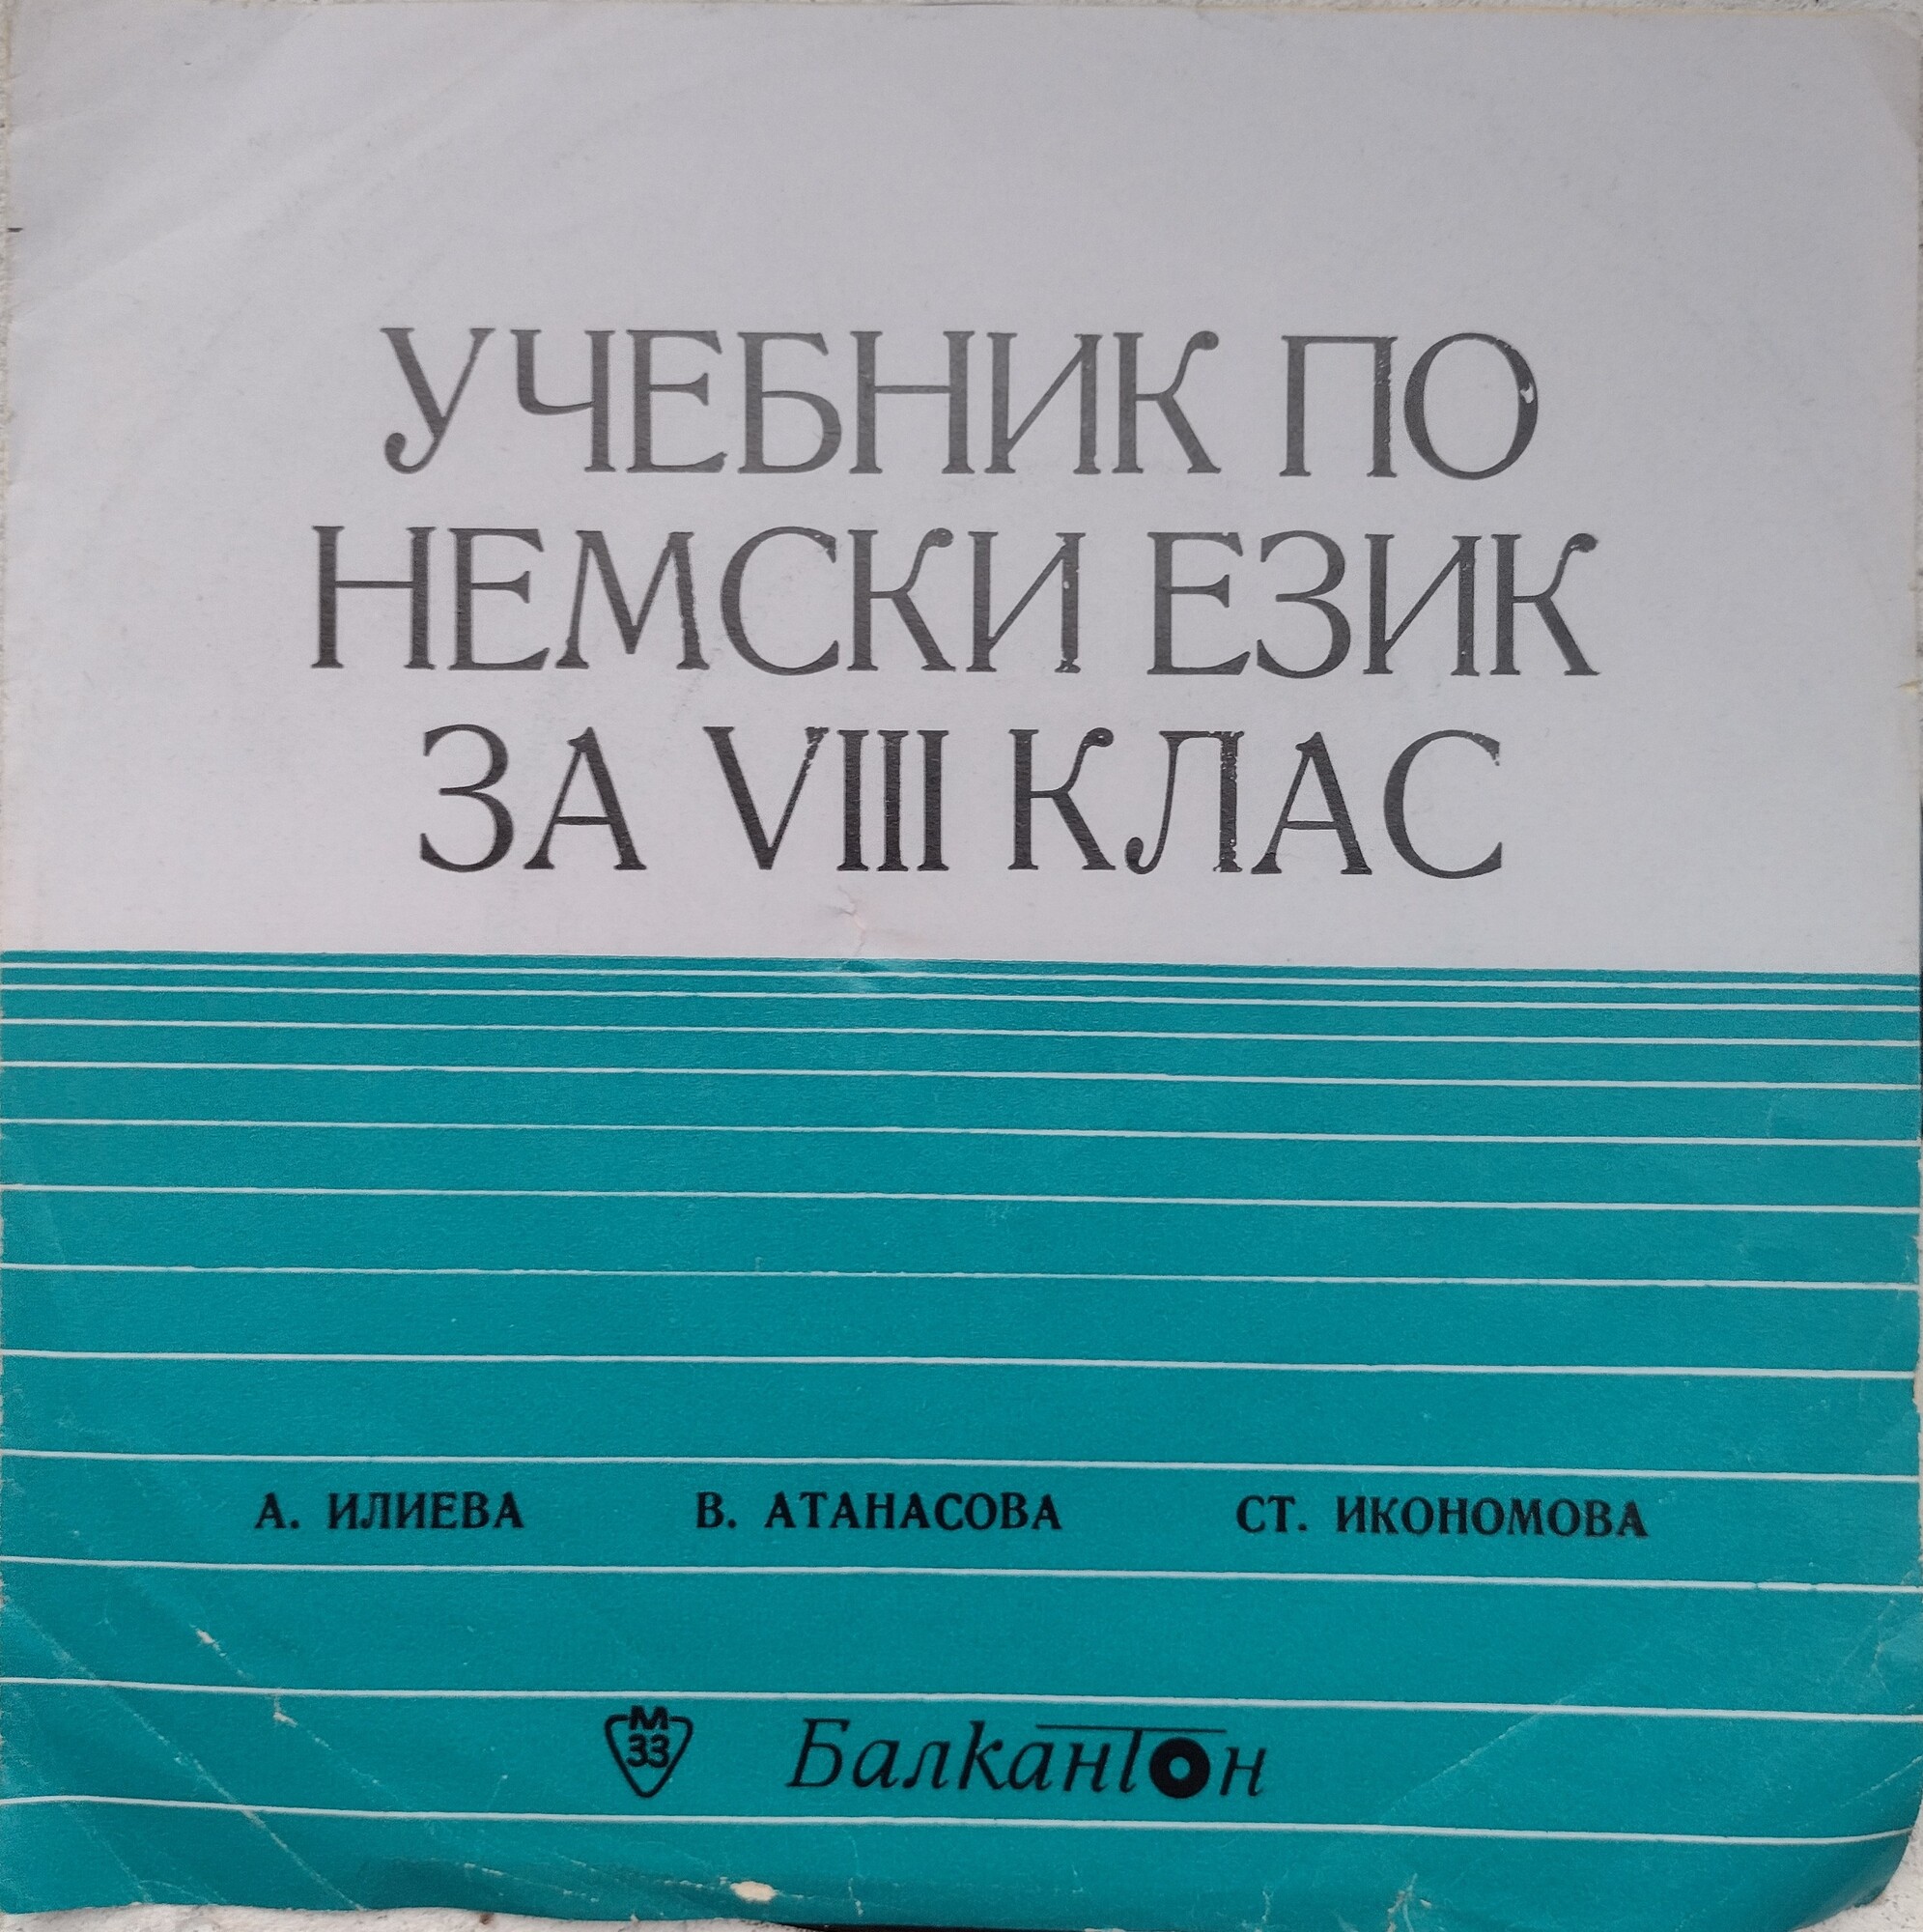 УЧЕБНИК ПО
НЕМСКИ ЕЗИК
ЗА VIII КЛАС
А. ИЛИЕВА В. АТАНАСОВА СТ. ИКОНОМОВА
М
33
Балкантон